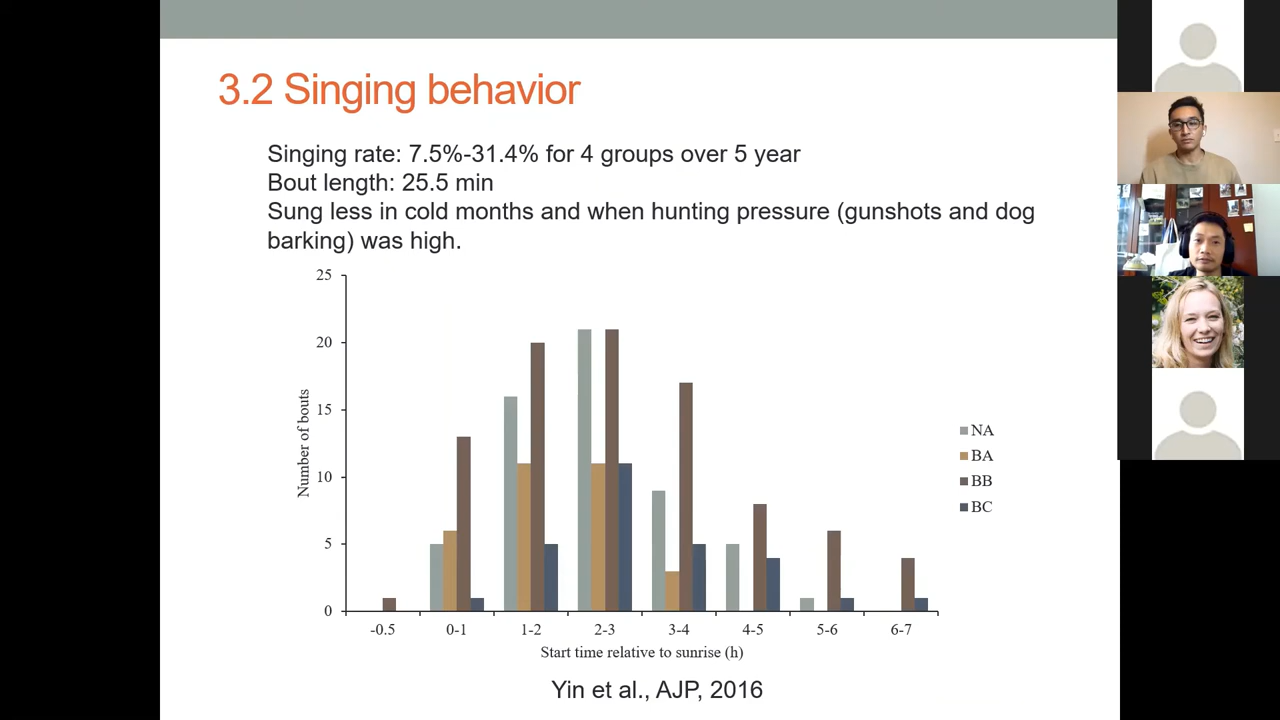 3.2 Singing behavior
Singing rate: 7.5%-31.4% for 4 groups over 5 year
Bout length: 25.5 min
Sung less in cold months and when hunting pressure (gunshots and dog
barking) was high.
25
20
15
10
5
0
Number of bouts
-0.5 0-1 1-2 2-3 3-4 4-5 5-6 6-7
Start time relative to sunrise (h)
NA
BA
BB
BC
Yin et al., AJP, 2016